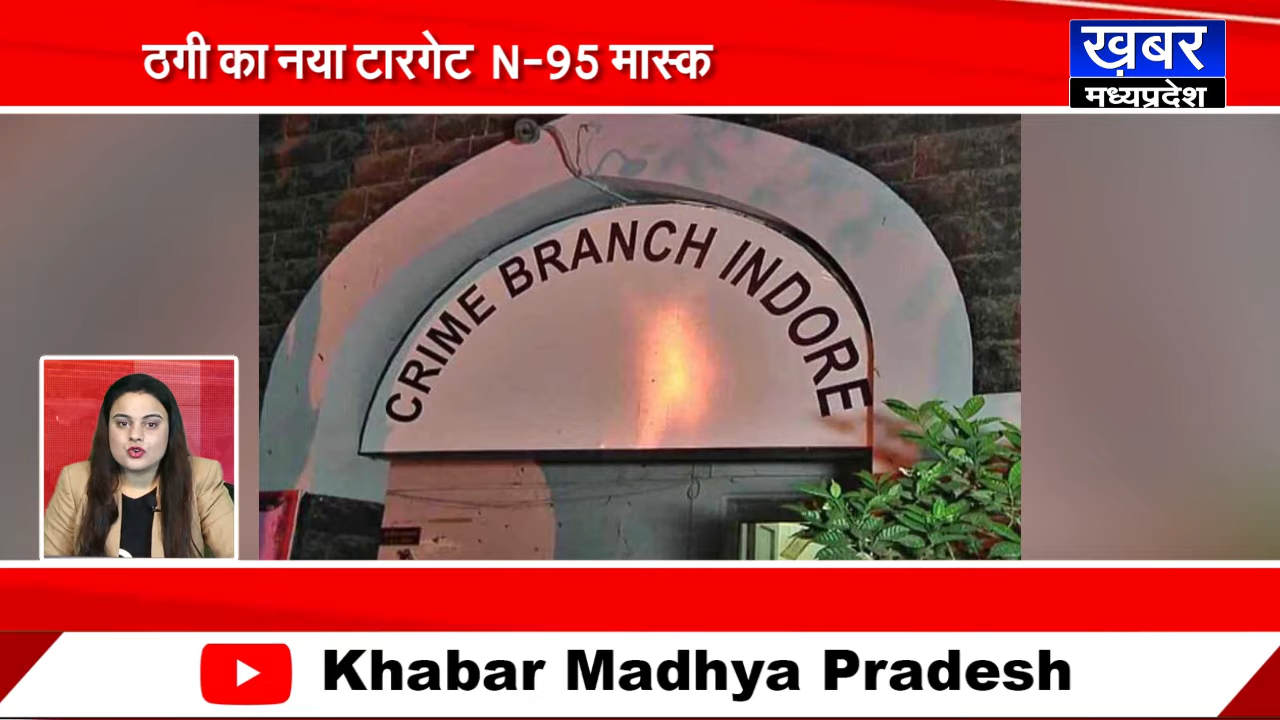 ठगी का नया टारगेट N-95 मास्क
ख़बर
मध्यप्रदेश
CRIME BRANCH INDORE
Khabar Madhya Pradesh